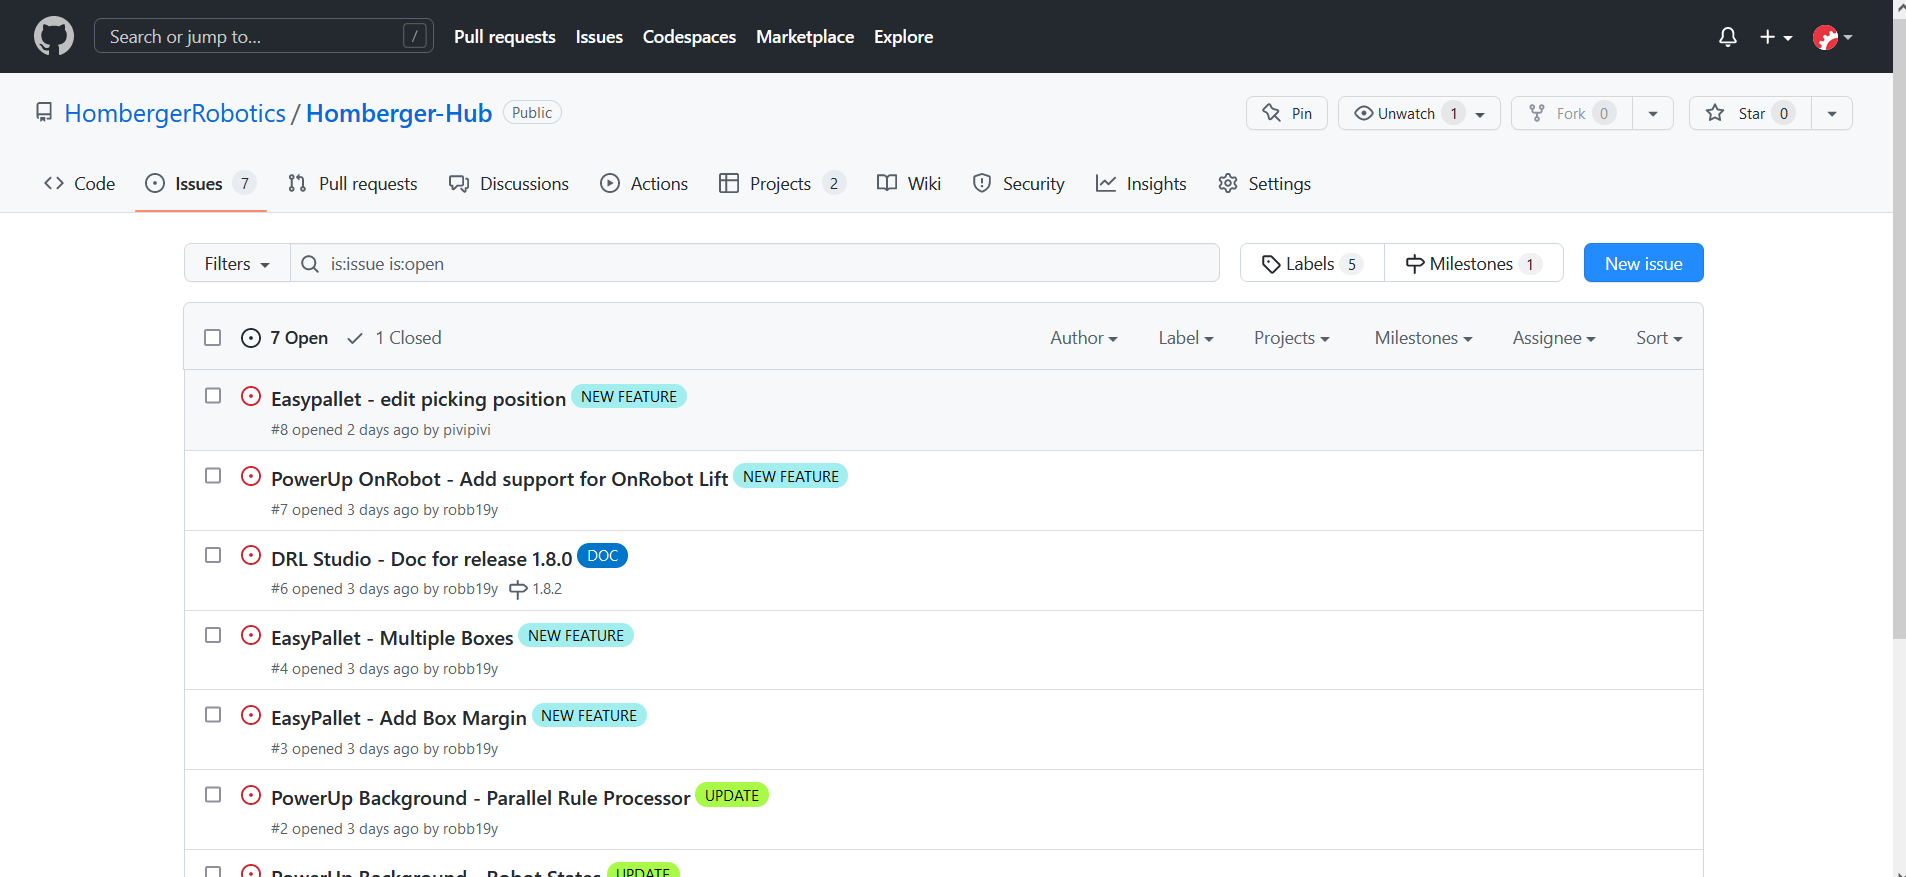 Search or jump to... / Pull requests Issues Codespaces Marketplace Explore
HombergerRobotics / Homberger-Hub Public Pin Unwatch 1 Fork 0 Star 0
Code Issues 7 Pull requests Discussions Actions Projects 2 Wiki Security Insights Settings
Filters is:issue is:open Labels 5 Milestones 1 New issue
7 Open 1 Closed Author Label Projects Milestones Assignee Sort
Easypallet - edit picking position NEW FEATURE
#8 opened 2 days ago by pivipivi
PowerUp OnRobot - Add support for OnRobot Lift NEW FEATURE
#7 opened 3 days ago by robb19y
DRL Studio - Doc for release 1.8.0 DOC
#6 opened 3 days ago by robb19y 1.8.2
EasyPallet - Multiple Boxes NEW FEATURE
#4 opened 3 days ago by robb19y
EasyPallet - Add Box Margin NEW FEATURE
#3 opened 3 days ago by robb19y
PowerUp Background - Parallel Rule Processor UPDATE
#2 opened 3 days ago by robb19y
PowerUp Background - Robot States UPDATE